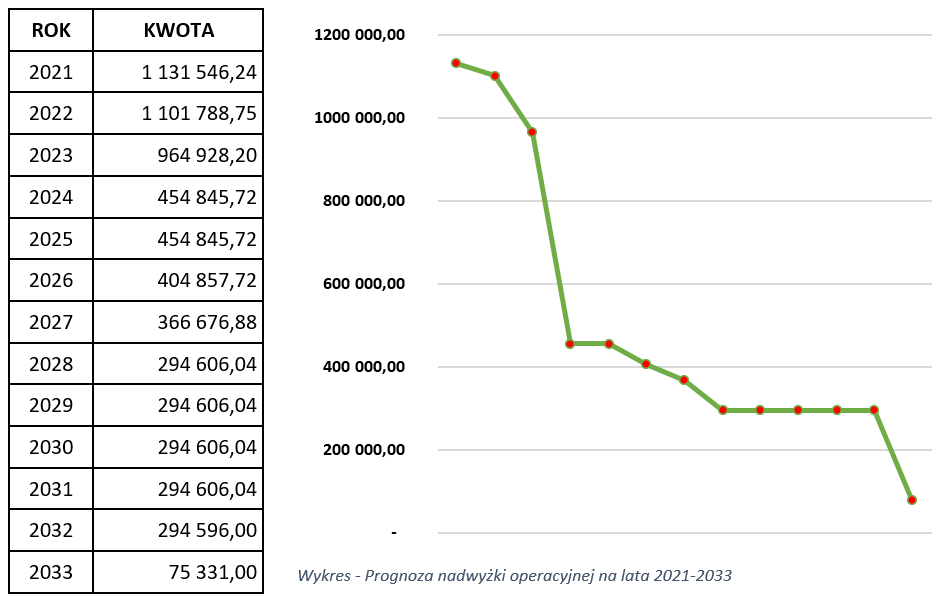 ROK KWOTA
2021 1 131 546,24
2022 1 101 788,75
2023 964 928,20
2024 454 845,72
2025 454 845,72
2026 404 857,72
2027 366 676,88
2028 294 606,04
2029 294 606,04
2030 294 606,04
2031 294 606,04
2032 294 596,00
2033 75 331,00
1200 000,00
1000 000,00
800 000,00
600 000,00
400 000,00
200 000,00
-
Wykres - Prognoza nadwyżki operacyjnej na lata 2021-2033